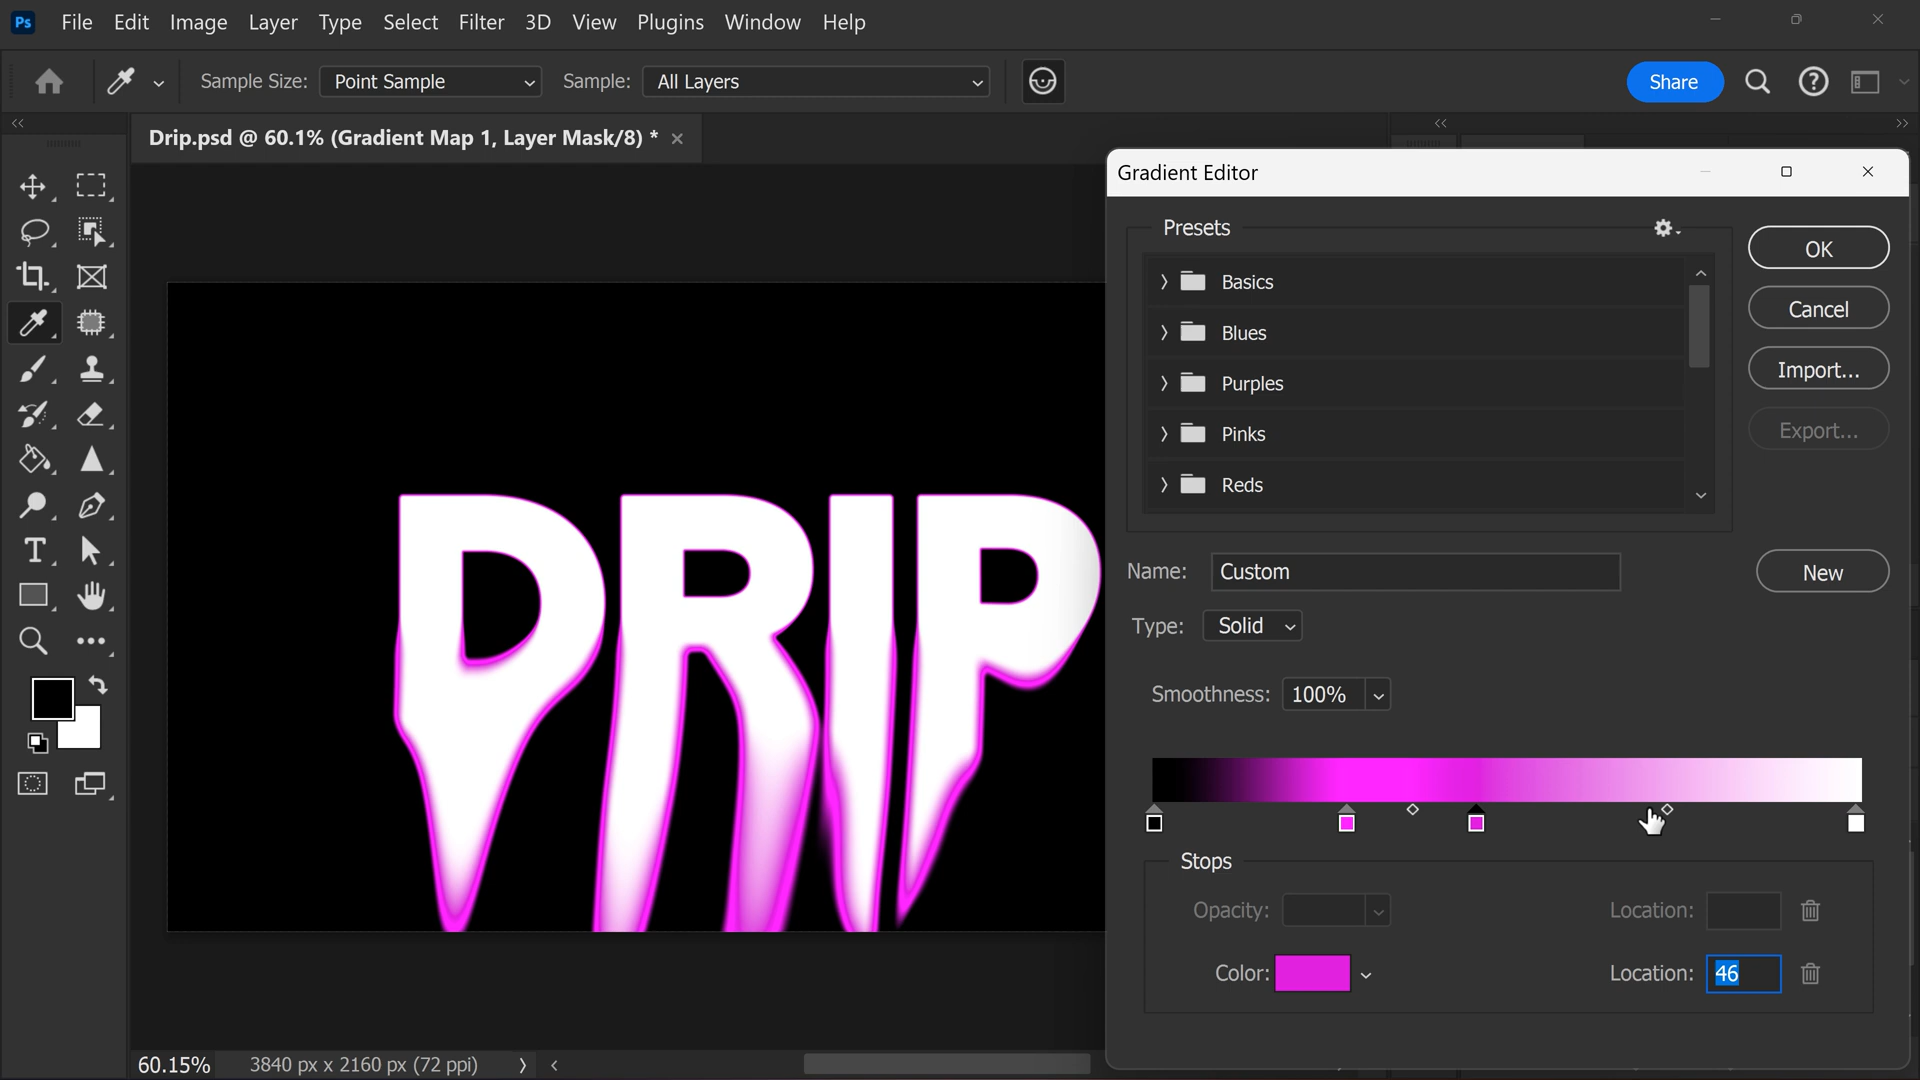 Ps File Edit Image Layer Type Select Filter 3D View Plugins Window Help
Sample Size: Point Sample Sample: All Layers Share
Drip.psd @ 60.1% (Gradient Map 1, Layer Mask/8) *
Gradient Editor
Presets
OK
Basics
Cancel
Blues
Import...
Purples
Export...
Pinks
Reds
DRIP
Name: Custom New
Type: Solid
Smoothness: 100%
Stops
Opacity: Location:
Color: Location: 46
60.15% 3840 px x 2160 px (72 ppi)